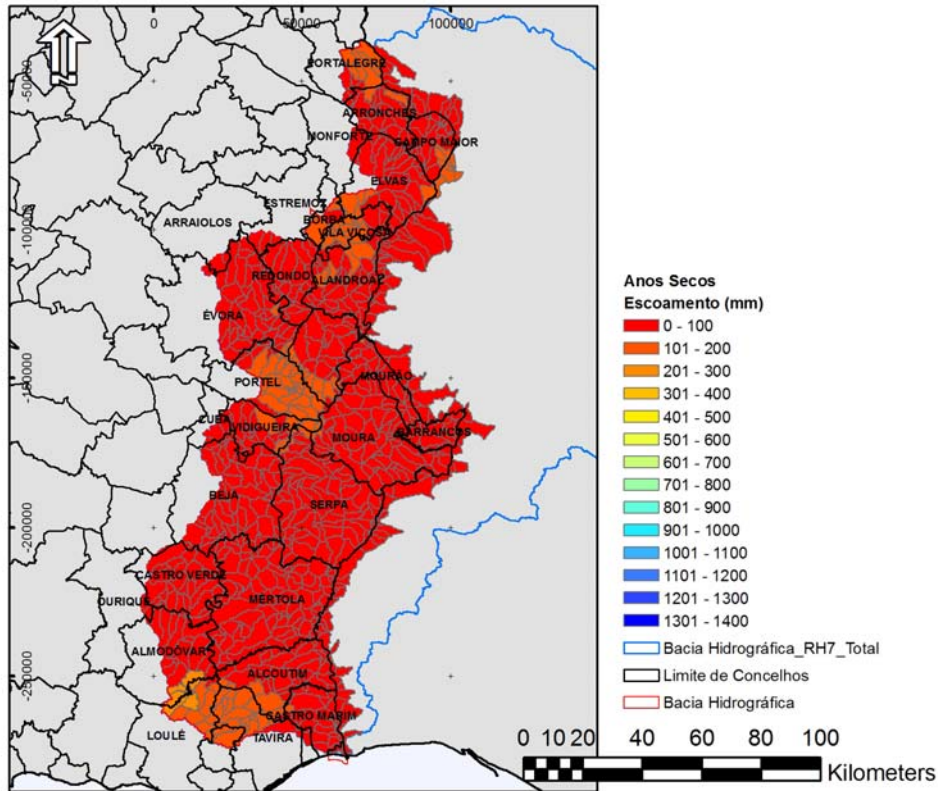 0
50000
100000
N
-50000
-100000
-150000
-200000
-250000
PORTALEGRE
ARRONCHES
MONFORTE
CAMPO MAIOR
ELVAS
ESTREMOZ
BORBA
ARRAIOLOS
VILA VIÇOSA
REDONDO
ALANDROAL
ÉVORA
PORTEL
MOURÃO
CUBA
VIDIGUEIRA
MOURA
BARRANCOS
BEJA
SERPA
CASTRO VERDE
OURIQUE
MÉRTOLA
ALMODÔVAR
ALCOUTIM
CASTRO MARIM
LOULÉ
TAVIRA
Anos Secos
Escoamento (mm)
0 - 100
101 - 200
201 - 300
301 - 400
401 - 500
501 - 600
601 - 700
701 - 800
801 - 900
901 - 1000
1001 - 1100
1101 - 1200
1201 - 1300
1301 - 1400
Bacia Hidrográfica_RH7_Total
Limite de Concelhos
Bacia Hidrográfica
0 10 20 40 60 80 100
Kilometers